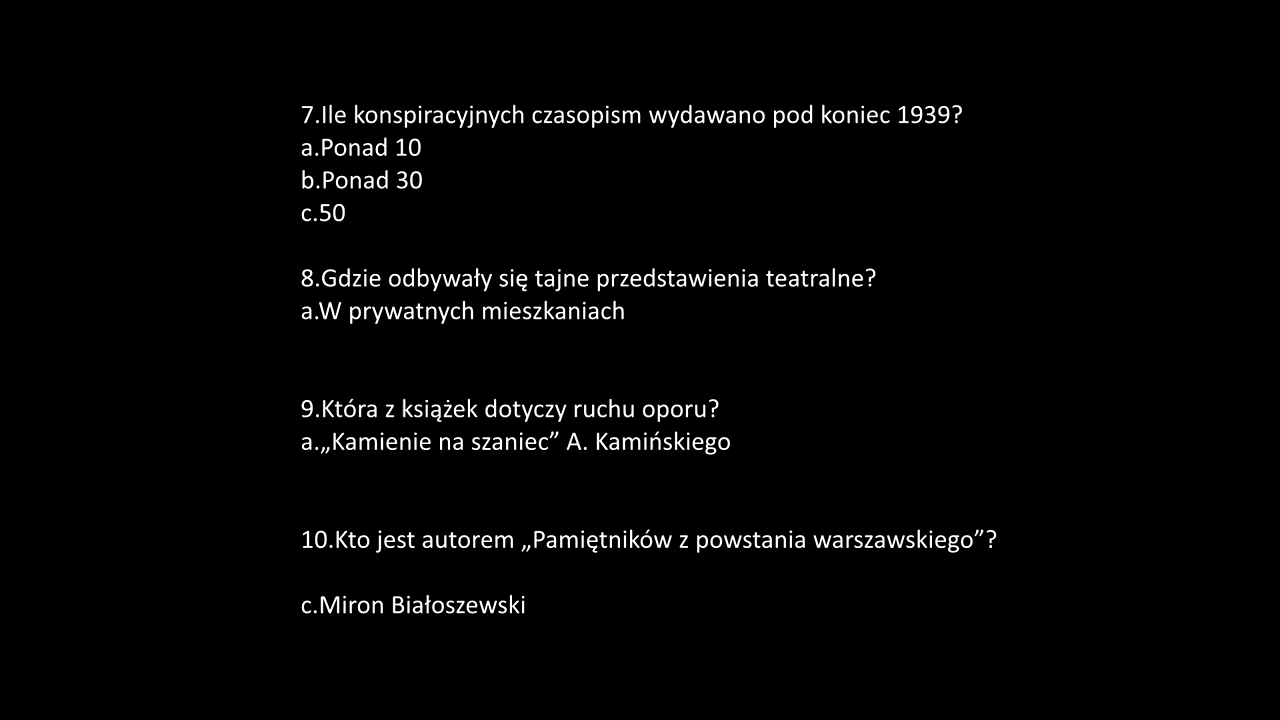 7.Ile konspiracyjnych czasopism wydawano pod koniec 1939?
a.Ponad 10
b.Ponad 30
c.50
8.Gdzie odbywały się tajne przedstawienia teatralne?
a.W prywatnych mieszkaniach
9.Która z książek dotyczy ruchu oporu?
a.„Kamienie na szaniec” A. Kamińskiego
10.Kto jest autorem „Pamiętników z powstania warszawskiego”?
c.Miron Białoszewski